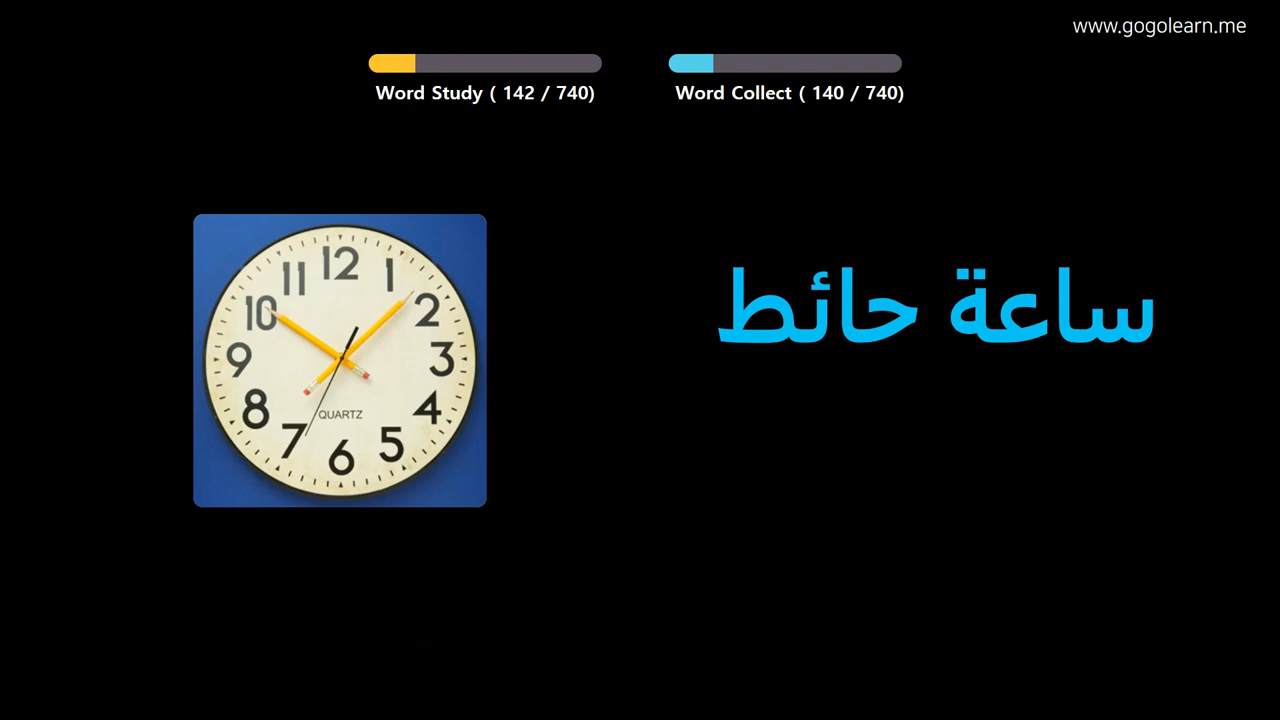 www.gogolearn.me
Word Study ( 142 / 740)
Word Collect ( 140 / 740)
12
11
1
10
2
9
3
8
4
7
5
6
QUARTZ
ساعة حائط